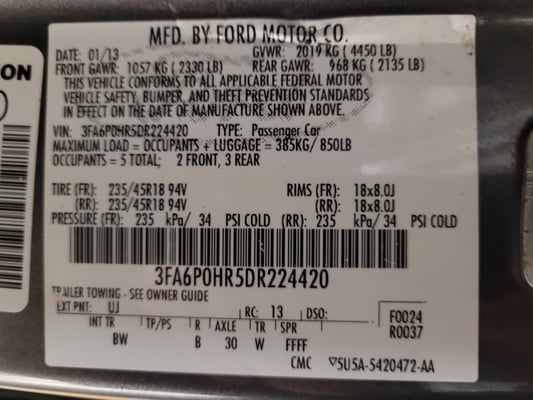 MFD. BY FORD MOTOR CO.
DATE: 01/13 GVWR: 2019 KG (4450 LB)
FRONT GAWR: 1057 KG (2330 LB) REAR GAWR: 968 KG (2135 LB)
THIS VEHICLE CONFORMS TO ALL APPLICABLE FEDERAL MOTOR
VEHICLE SAFETY, BUMPER, AND THEFT PREVENTION STANDARDS
IN EFFECT ON THE DATE OF MANUFACTURE SHOWN ABOVE.
VIN: 3FA6P0HR5DR224420 TYPE: Passenger Car
MAXIMUM LOAD = OCCUPANTS + LUGGAGE = 385KG/ 850LB
OCCUPANTS = 5 TOTAL; 2 FRONT, 3 REAR
TIRE (FR): 235/45R18 94V RIMS (FR): 18x8.0J
(RR): 235/45R18 94V (RR): 18x8.0J
PRESSURE (FR): 235 kPa/ 34 PSI COLD (RR): 235 kPa/ 34 PSI COLD
3FA6P0HR5DR224420
TRAILER TOWING - SEE OWNER GUIDE
EXT PNT: UJ RC: 13 DSO: F0024
INT TR TP/PS R AXLE TR SPR R0037
BW B 30 W FFFF
CMC ▽5U5A-5420472-AA
ON